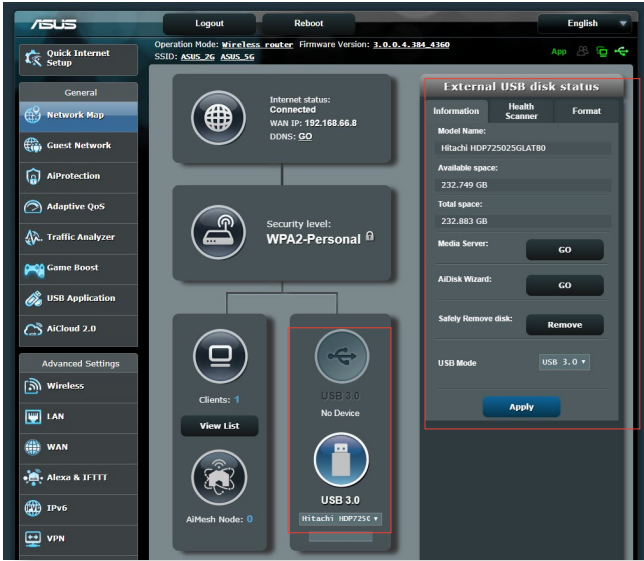 ASUS
Logout
Reboot
English
Quick Internet
Setup
Operation Mode: Wireless router Firmware Version: 3.0.0.4.384_4360
SSID: ASUS_2G ASUS_5G
App
General
Network Map
Guest Network
AiProtection
Adaptive QoS
Traffic Analyzer
Game Boost
USB Application
AiCloud 2.0
Advanced Settings
Wireless
LAN
WAN
Alexa & IFTTT
IPv6
VPN
Internet status:
Connected
WAN IP: 192.168.66.8
DDNS: GO
Security level:
WPA2-Personal
Clients: 1
View List
AiMesh Node: 0
USB 3.0
No Device
USB 3.0
Hitachi HDP725C
External USB disk status
Information
Health
Scanner
Format
Model Name:
Hitachi HDP725025GLAT80
Available space:
232.749 GB
Total space:
232.883 GB
Media Server:
GO
AiDisk Wizard:
GO
Safely Remove disk:
Remove
USB Mode
USB 3.0
Apply